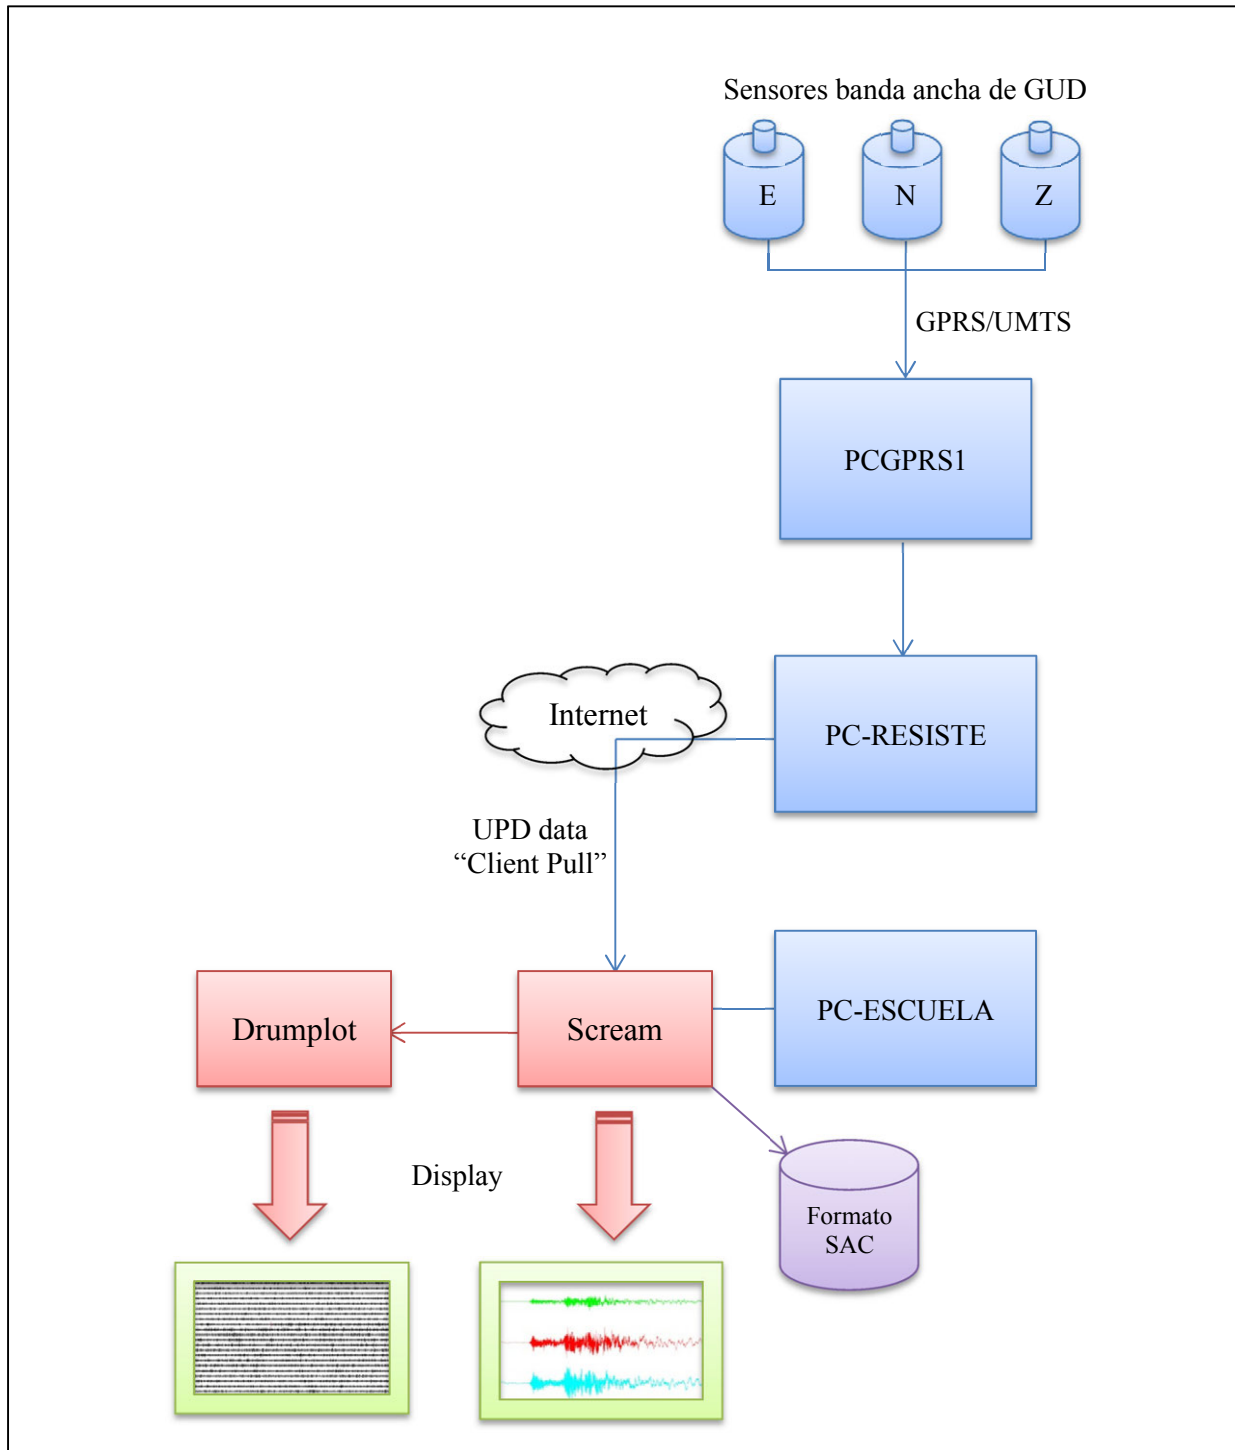 Sensores banda ancha de GUD
E
N
Z
GPRS/UMTS
PCGPRS1
Internet
PC-RESISTE
UPD data
“Client Pull”
Drumplot
Scream
PC-ESCUELA
Display
Formato
SAC